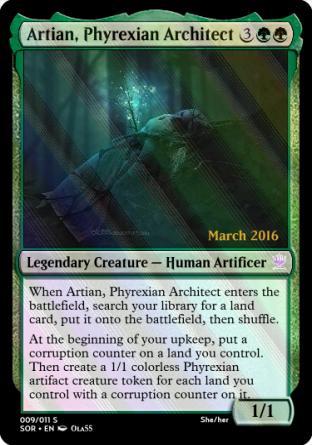 Artian, Phyrexian Architect 3
March 2016
Legendary Creature — Human Artificer
When Artian, Phyrexian Architect enters the
battlefield, search your library for a land
card, put it onto the battlefield, then shuffle.
At the beginning of your upkeep, put a
corruption counter on a land you control.
Then create a 1/1 colorless Phyrexian
artifact creature token for each land you
control with a corruption counter on it.
1/1
009/011 S
She/her
SOR • EN OLA55